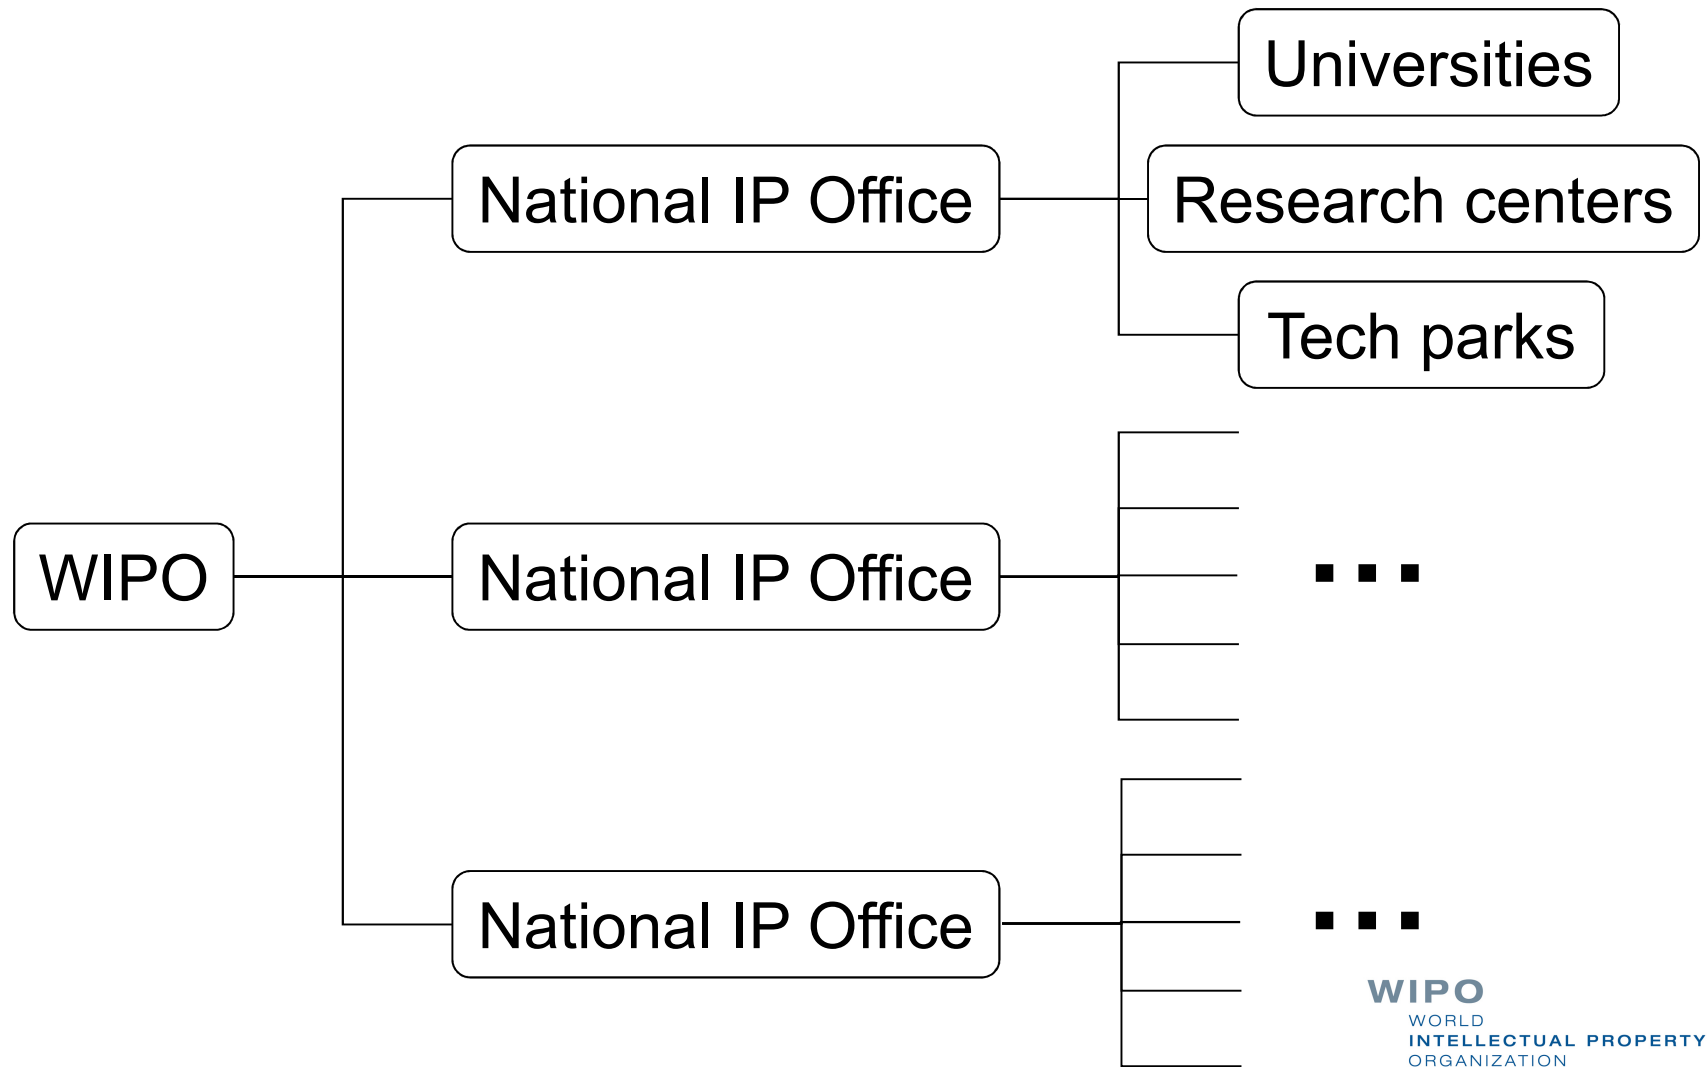 Universities
National IP Office
Research centers
Tech parks
WIPO
National IP Office
...
National IP Office
...
WIPO
WORLD
INTELLECTUAL PROPERTY
ORGANIZATION